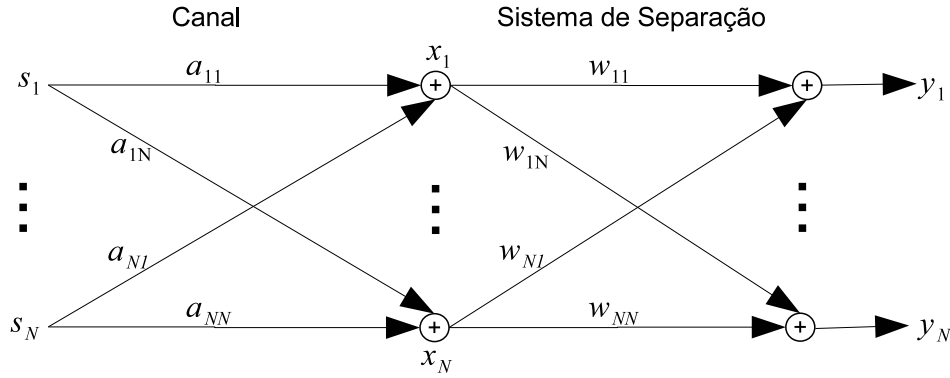 Canal Sistema de Separação
x₁
s₁ a₁₁ w₁₁ y₁
a₁N w₁N
aN1 wN1
sN aNN wNN yN
xN